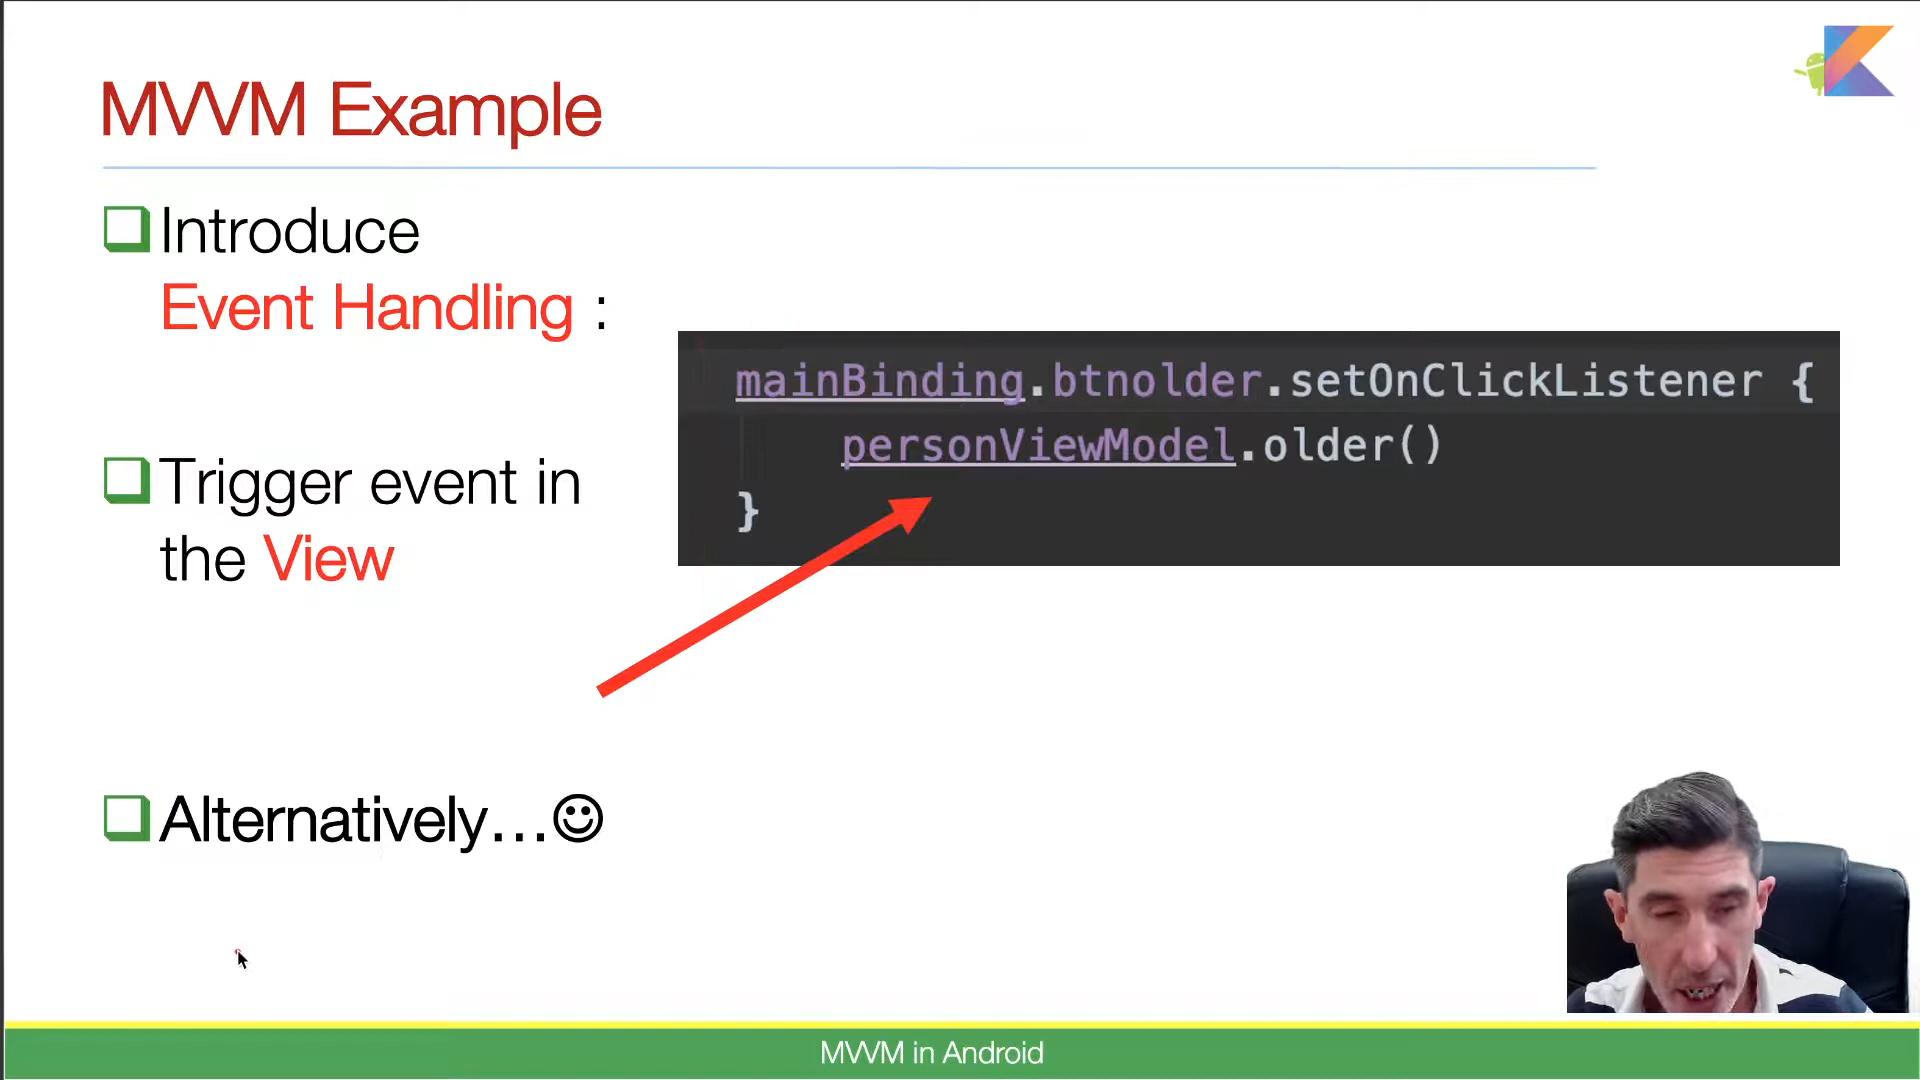 MVVM Example
Introduce
Event Handling :
mainBinding.btnolder.setOnClickListener {
personViewModel.older()
}
Trigger event in
the View
Alternatively...☺
MVVM in Android